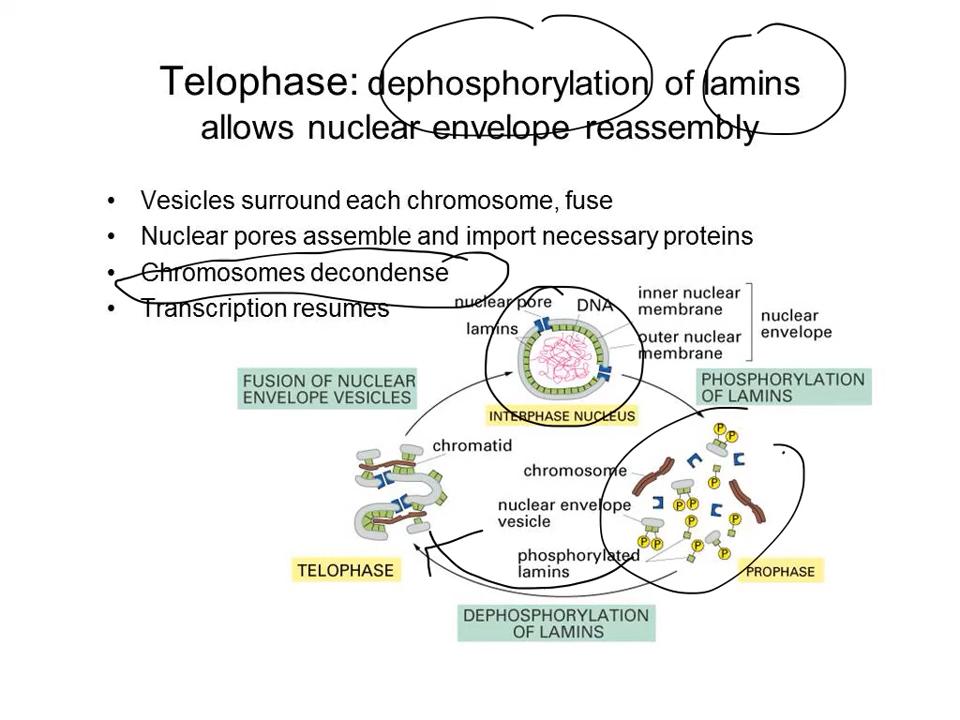 Telophase: dephosphorylation of lamins
allows nuclear envelope reassembly
• Vesicles surround each chromosome, fuse
• Nuclear pores assemble and import necessary proteins
• Chromosomes decondense
• Transcription resumes
nuclear pore
DNA
lamins
inner nuclear
membrane
outer nuclear
membrane
nuclear
envelope
FUSION OF NUCLEAR
ENVELOPE VESICLES
INTERPHASE NUCLEUS
PHOSPHORYLATION
OF LAMINS
chromatid
chromosome
nuclear envelope
vesicle
phosphorylated
lamins
P P
P
P P
P
P
P P
P
P
TELOPHASE
PROPHASE
DEPHOSPHORYLATION
OF LAMINS